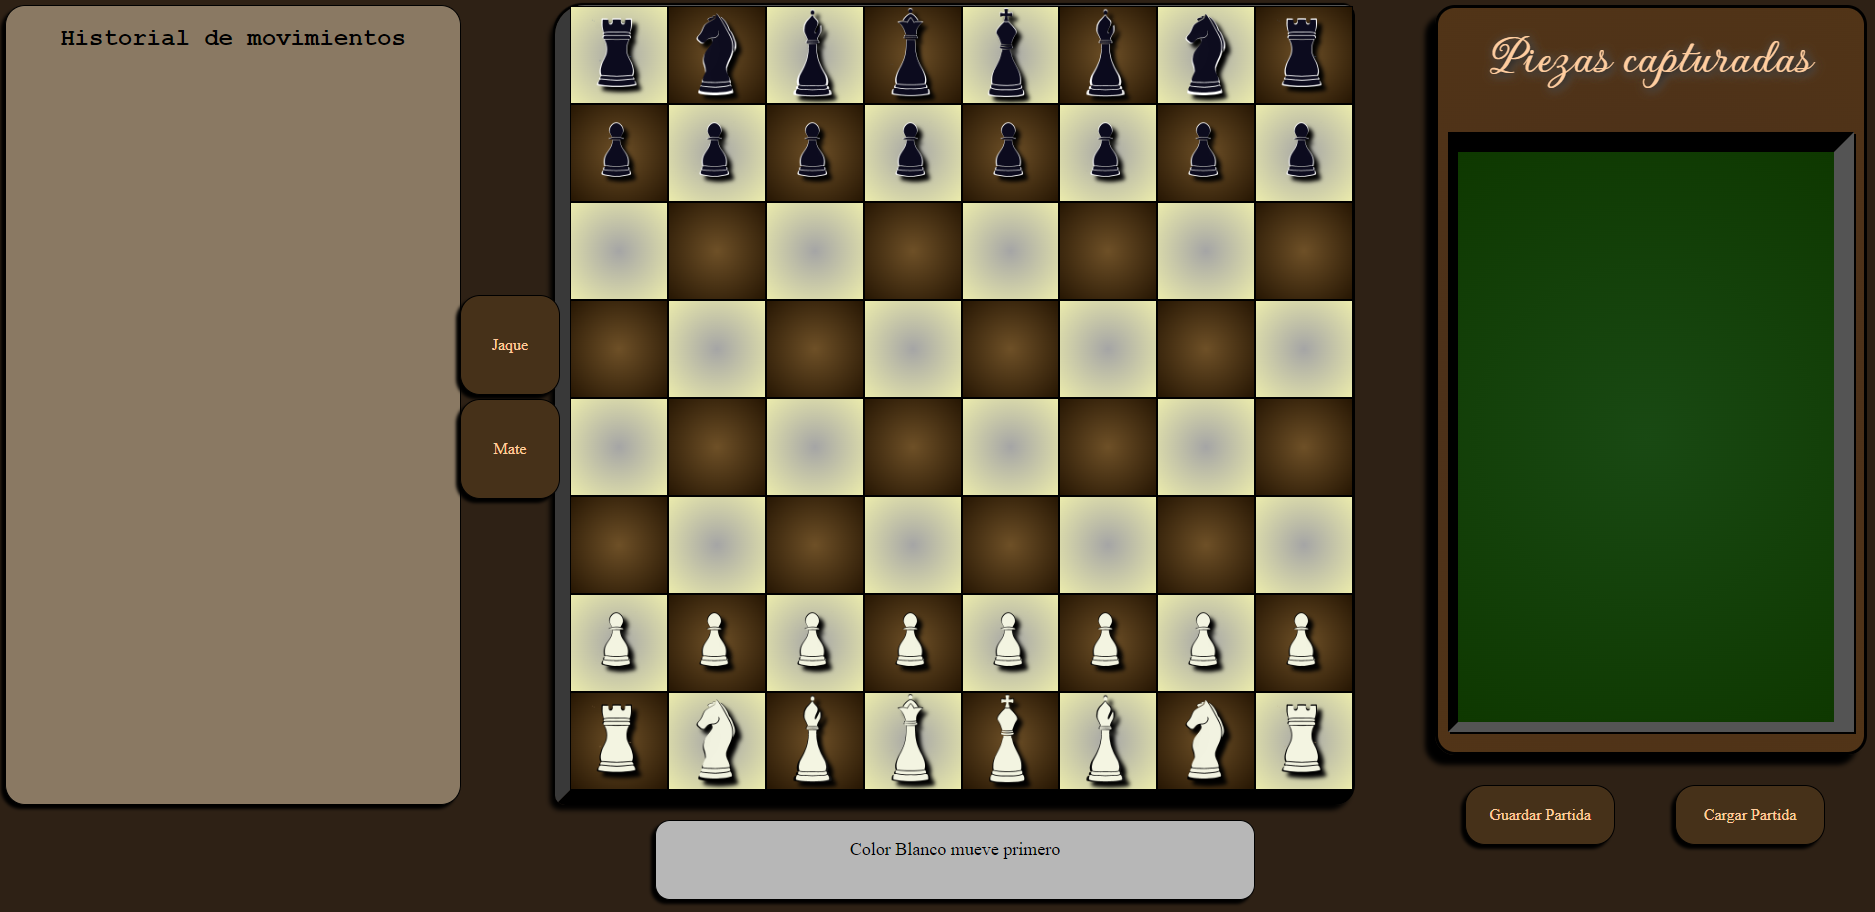 Historial de movimientos
Piezas capturadas
Jaque
Mate
Guardar Partida
Cargar Partida
Color Blanco mueve primero